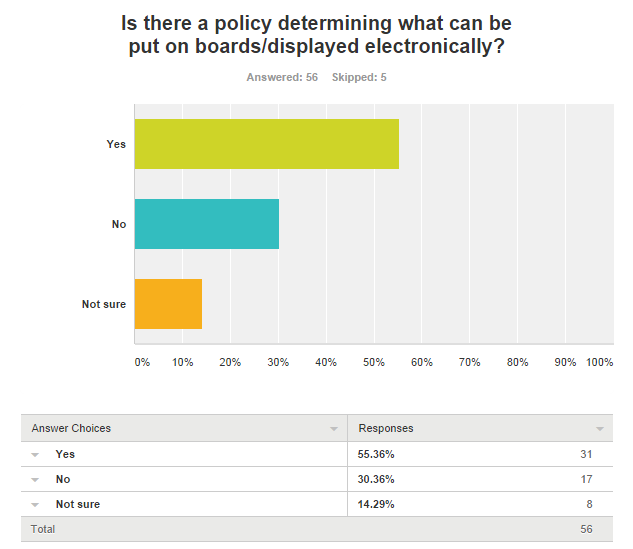 Is there a policy determining what can be
put on boards/displayed electronically?
Answered: 56 Skipped: 5
Yes
No
Not sure
0% 10% 20% 30% 40% 50% 60% 70% 80% 90% 100%
Answer Choices Responses
Yes 55.36% 31
No 30.36% 17
Not sure 14.29% 8
Total 56